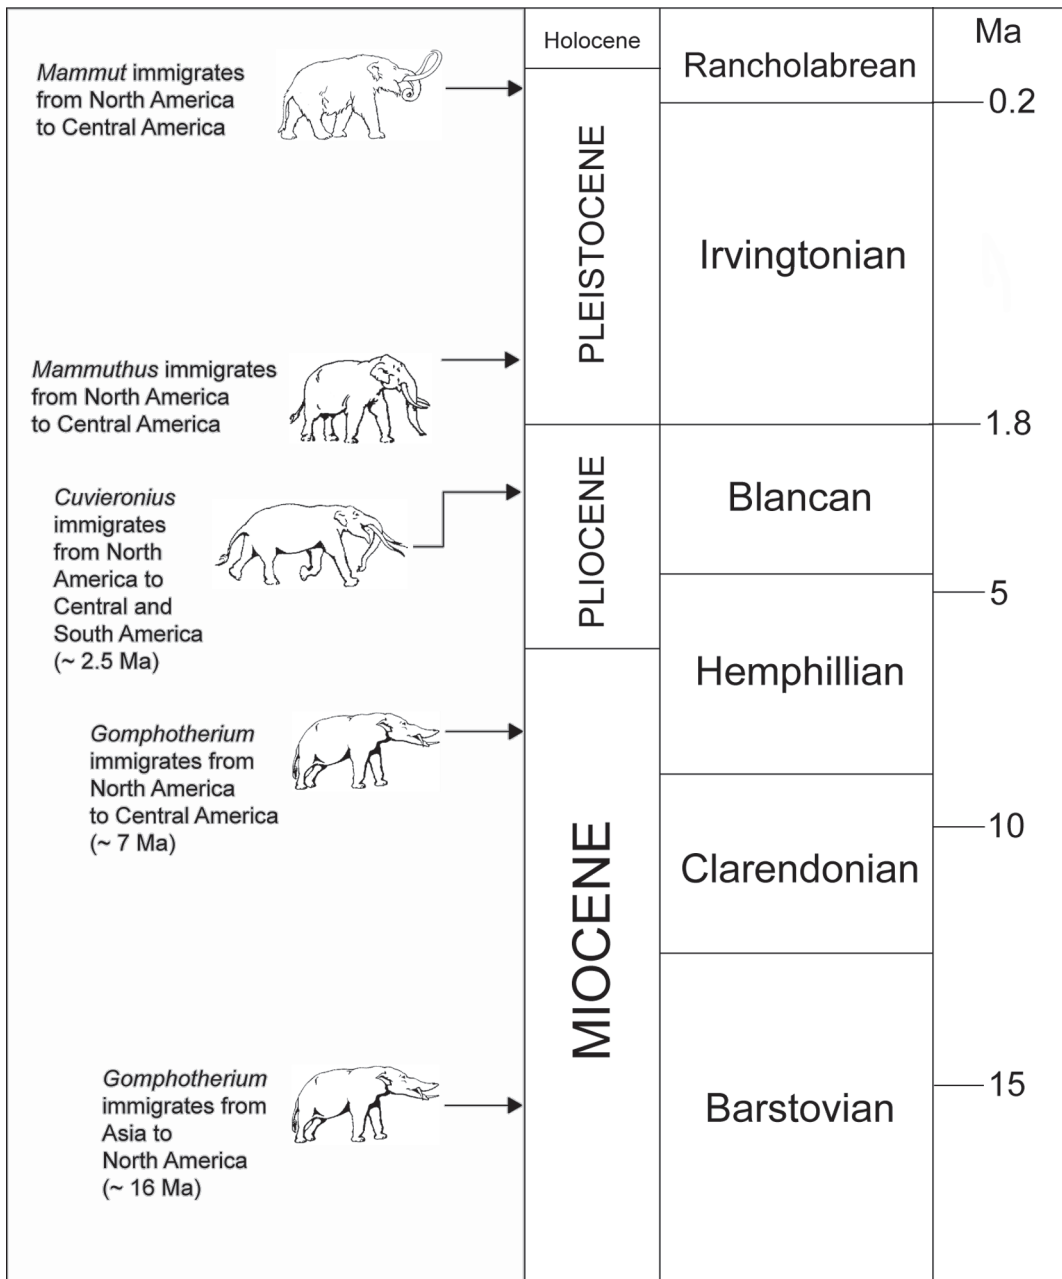 Mammut immigrates
from North America
to Central America
Mammuthus immigrates
from North America
to Central America
Cuvieronius
immigrates
from North
America to
Central and
South America
(~ 2.5 Ma)
Gomphotherium
immigrates from
North America
to Central America
(~ 7 Ma)
Gomphotherium
immigrates from
Asia to
North America
(~ 16 Ma)
Holocene
PLEISTOCENE
PLIOCENE
MIOCENE
Rancholabrean
Irvingtonian
Blancan
Hemphillian
Clarendonian
Barstovian
Ma
0.2
1.8
5
10
15